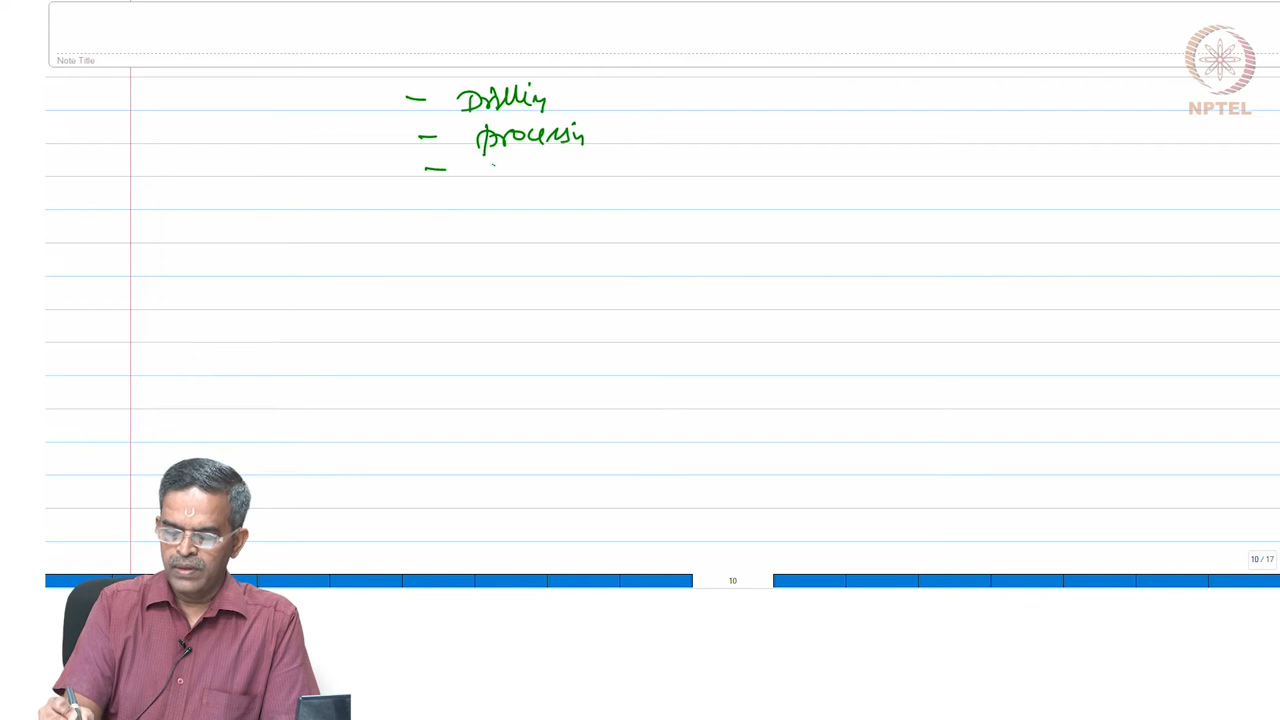 Note Title
NPTEL
- Drilling
- processing
-
10 / 17
10